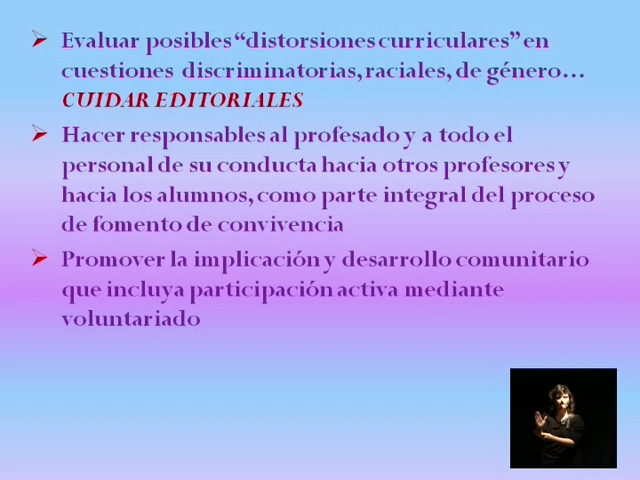 Evaluar posibles “distorsiones curriculares” en
cuestiones discriminatorias, raciales, de género…
CUIDAR EDITORIALES
Hacer responsables al profesado y a todo el
personal de su conducta hacia otros profesores y
hacia los alumnos, como parte integral del proceso
de fomento de convivencia
Promover la implicación y desarrollo comunitario
que incluya participación activa mediante
voluntariado